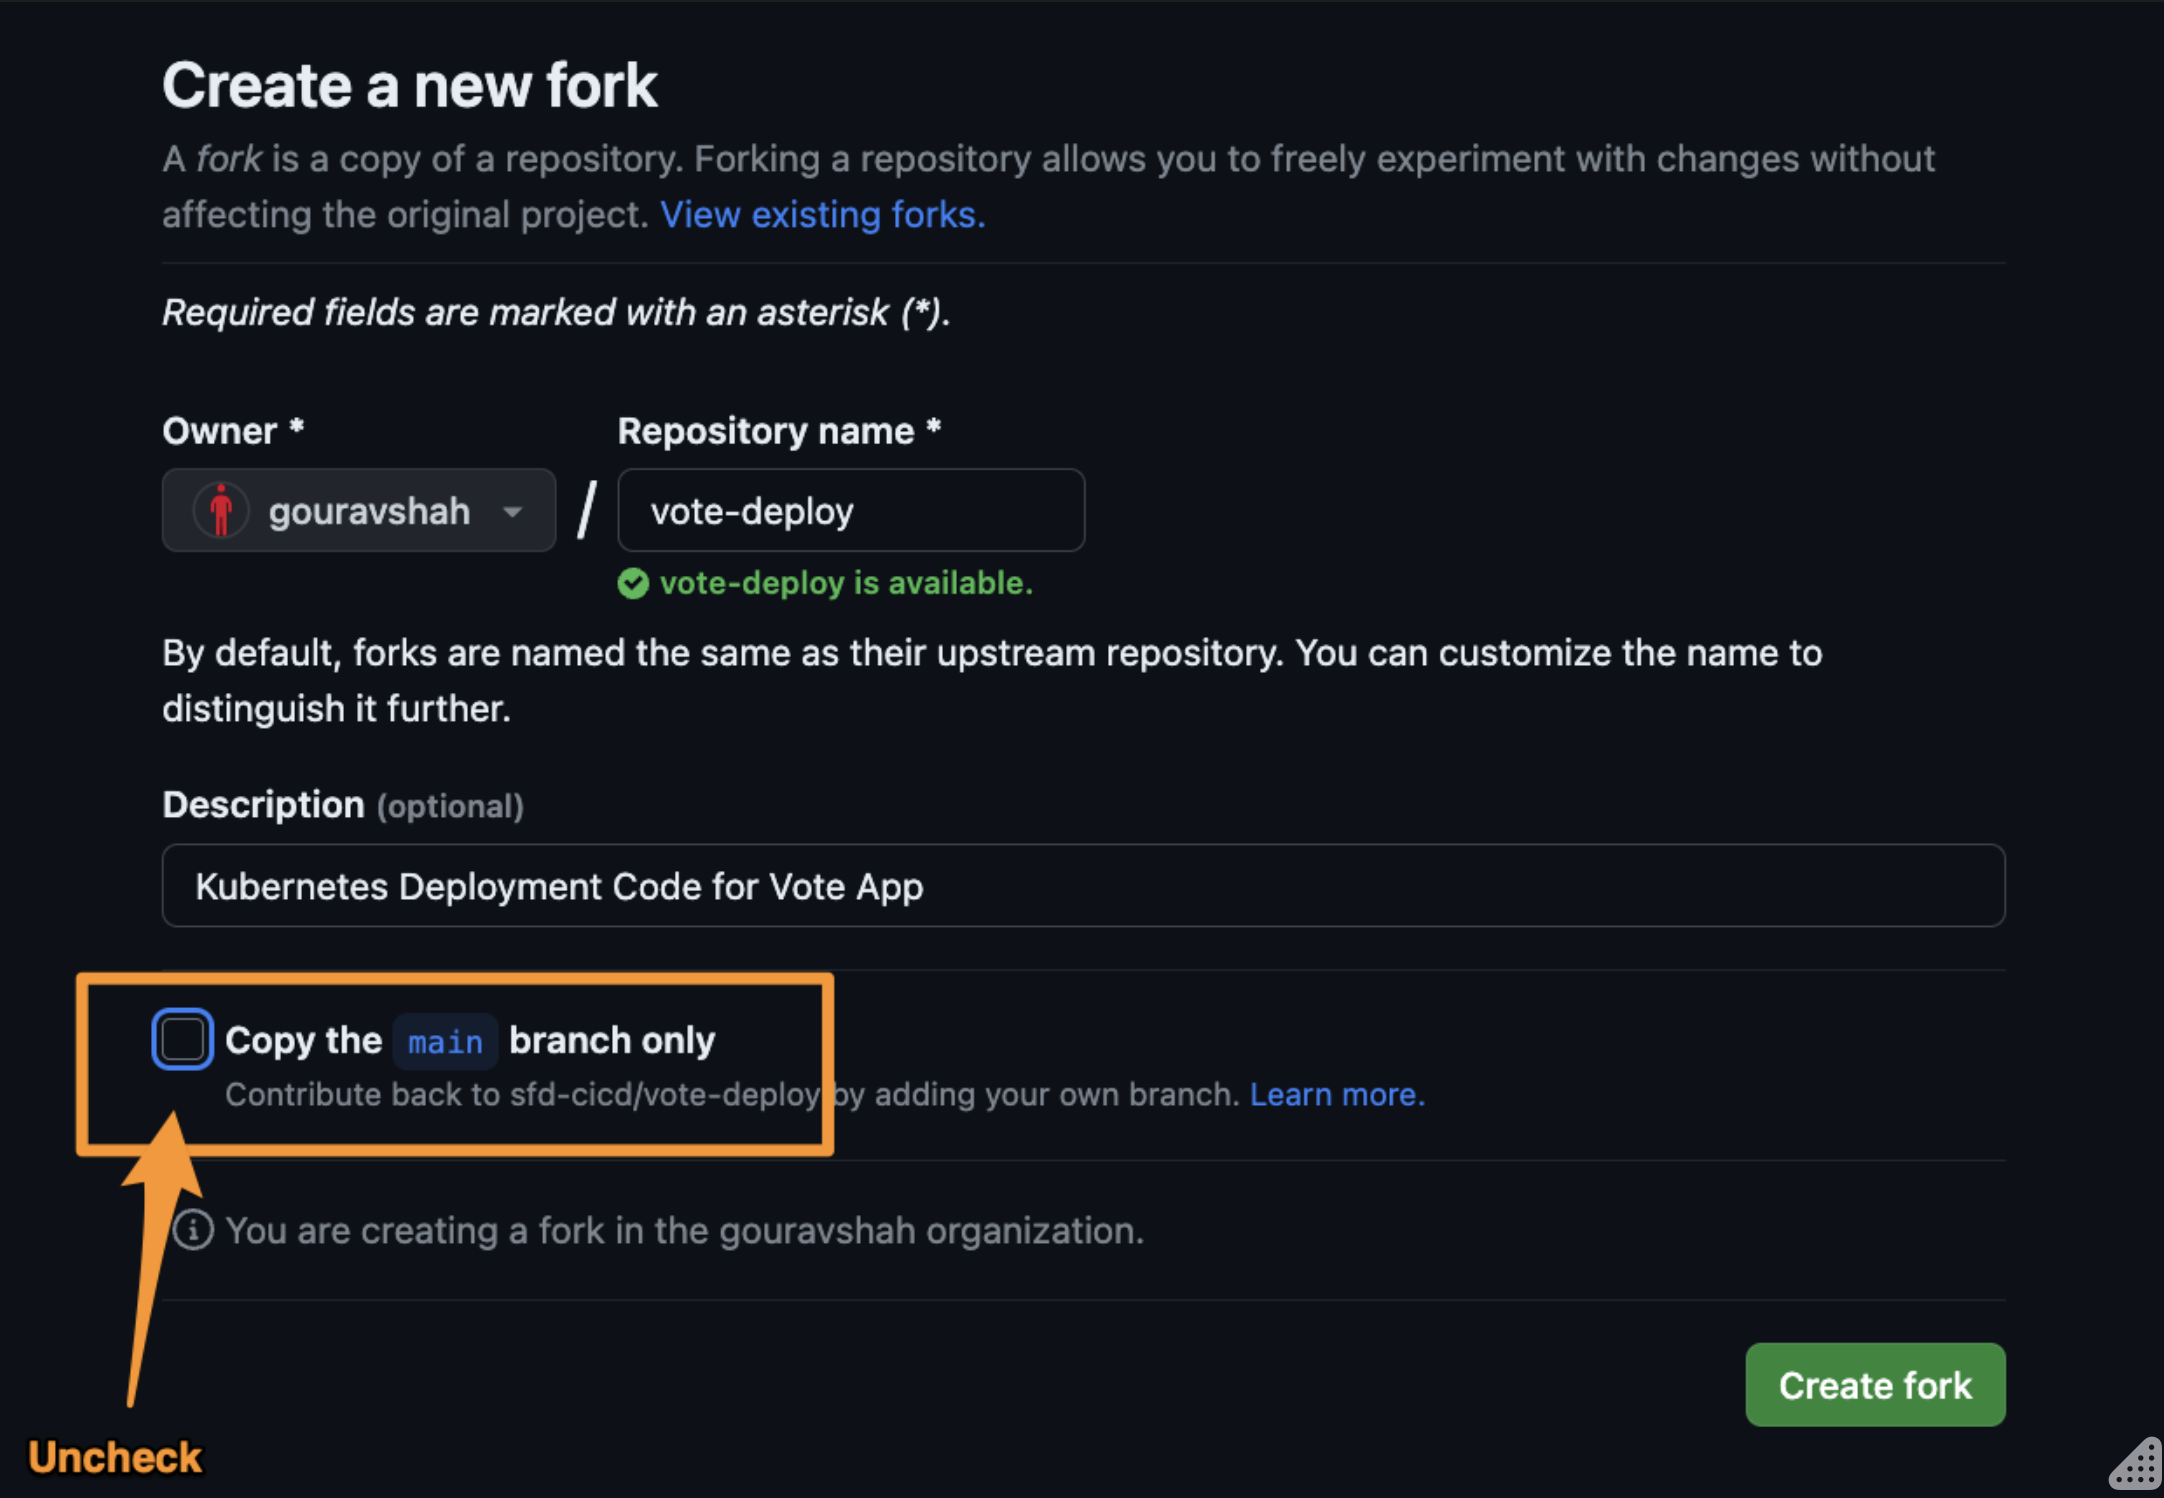 Create a new fork
A fork is a copy of a repository. Forking a repository allows you to freely experiment with changes without
affecting the original project. View existing forks.
Required fields are marked with an asterisk (*).
Owner * Repository name *
gouravshah / vote-deploy
vote-deploy is available.
By default, forks are named the same as their upstream repository. You can customize the name to
distinguish it further.
Description (optional)
Kubernetes Deployment Code for Vote App
Copy the main branch only
Contribute back to sfd-cicd/vote-deploy by adding your own branch. Learn more.
You are creating a fork in the gouravshah organization.
Create fork
Uncheck